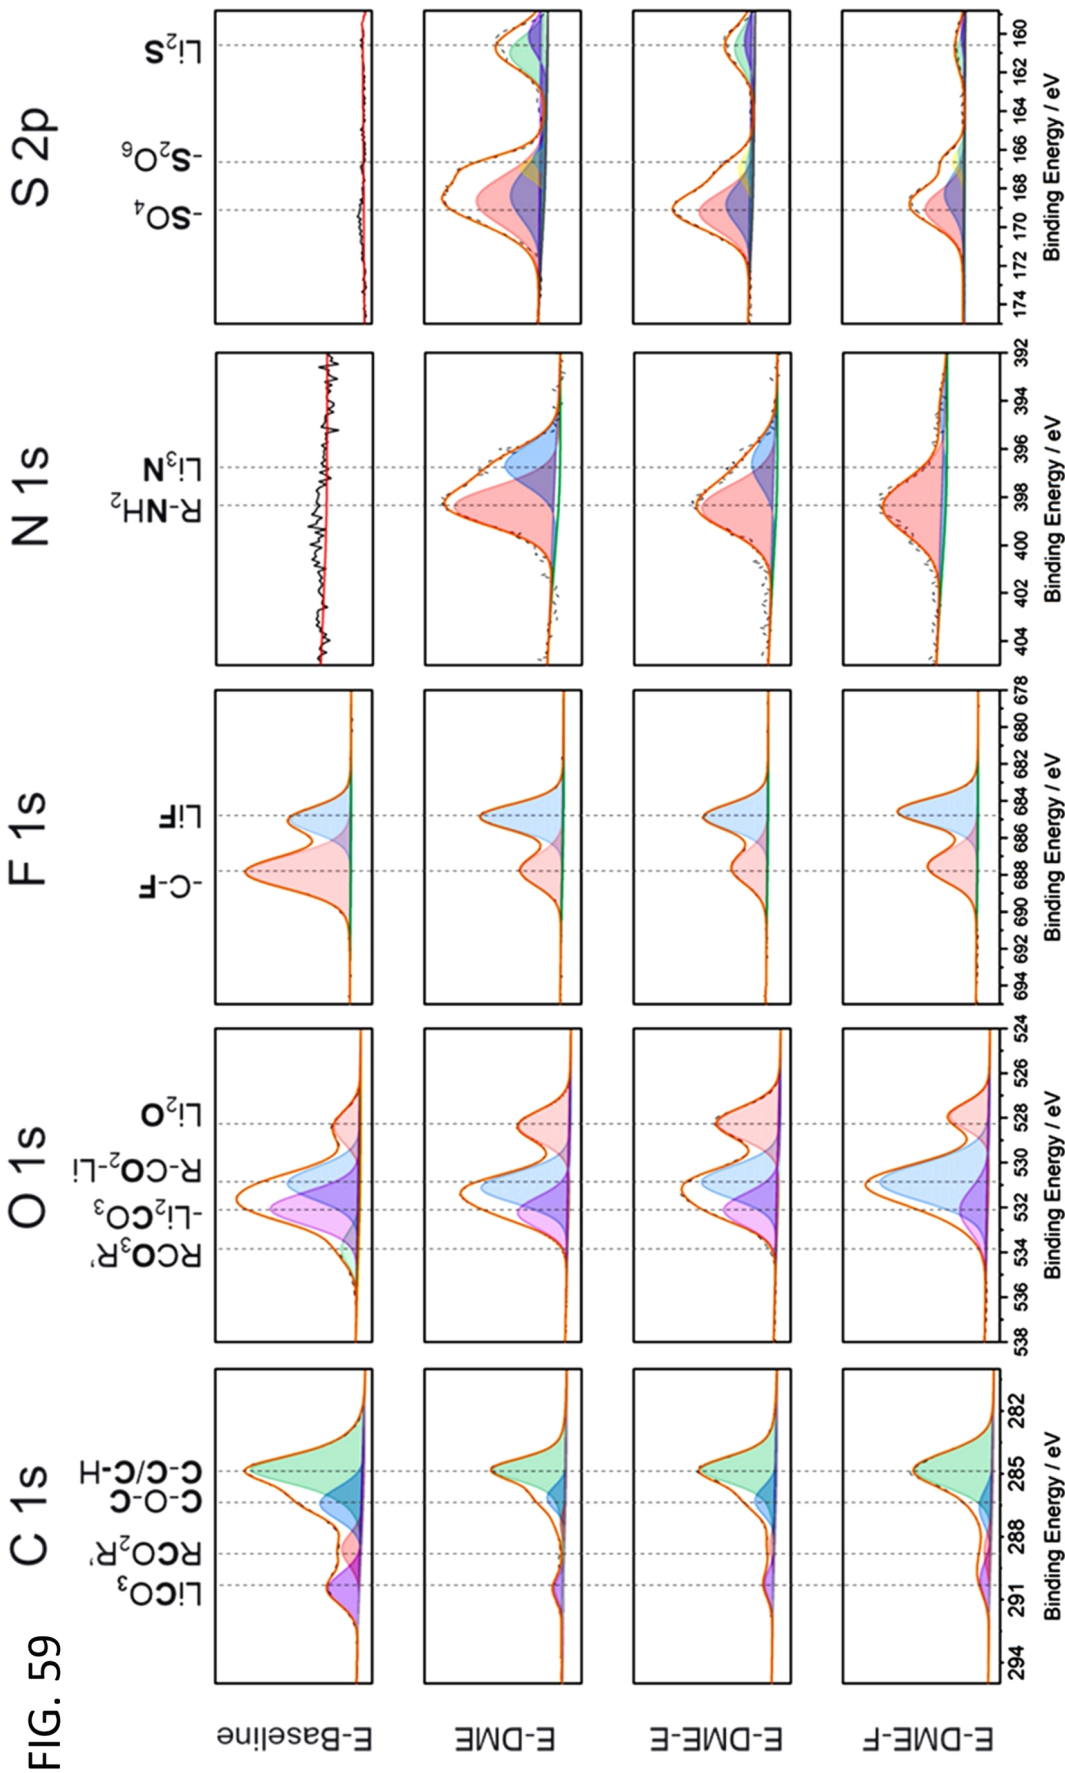 FIG. 59
C 1s
O 1s
F 1s
N 1s
S 2p
LiCO3
RCO2R'
C-O-C
C-C/C-H
RCO3R'
-Li2CO3
R-CO2-Li
Li2O
-C-F
LiF
R-NH2
Li3N
-SO4
-S2O6
Li2S
E-Baseline
E-DME
E-DME-E
E-DME-F
294 291 288 285 282
538 536 534 532 530 528 526 524
694 692 690 688 686 684 682 680 678
404 402 400 398 396 394 392
174 172 170 168 166 164 162 160
Binding Energy / eV
Binding Energy / eV
Binding Energy / eV
Binding Energy / eV
Binding Energy / eV